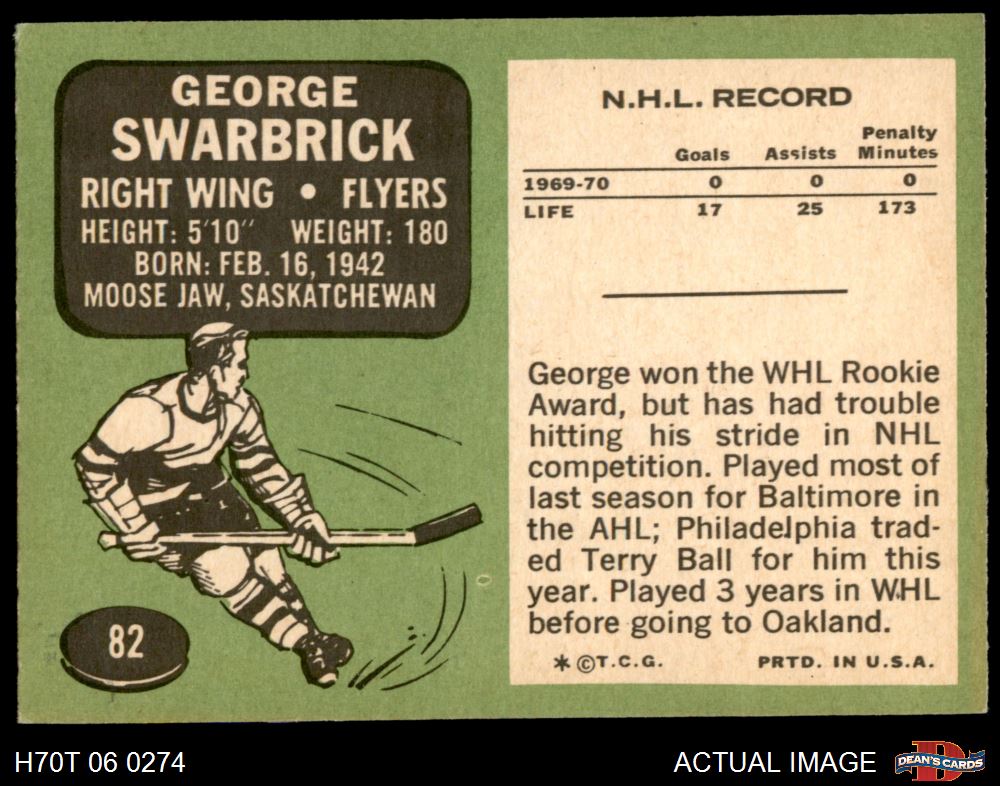 GEORGE
SWARBRICK
RIGHT WING • FLYERS
HEIGHT: 5'10" WEIGHT: 180
BORN: FEB. 16, 1942
MOOSE JAW, SASKATCHEWAN
82
N.H.L. RECORD
Goals Assists Penalty Minutes
1969-70 0 0 0
LIFE 17 25 173
George won the WHL Rookie
Award, but has had trouble
hitting his stride in NHL
competition. Played most of
last season for Baltimore in
the AHL; Philadelphia trad-
ed Terry Ball for him this
year. Played 3 years in WHL
before going to Oakland.
* © T.C.G. PRTD. IN U.S.A.
H70T 06 0274 ACTUAL IMAGE DEAN'S CARDS